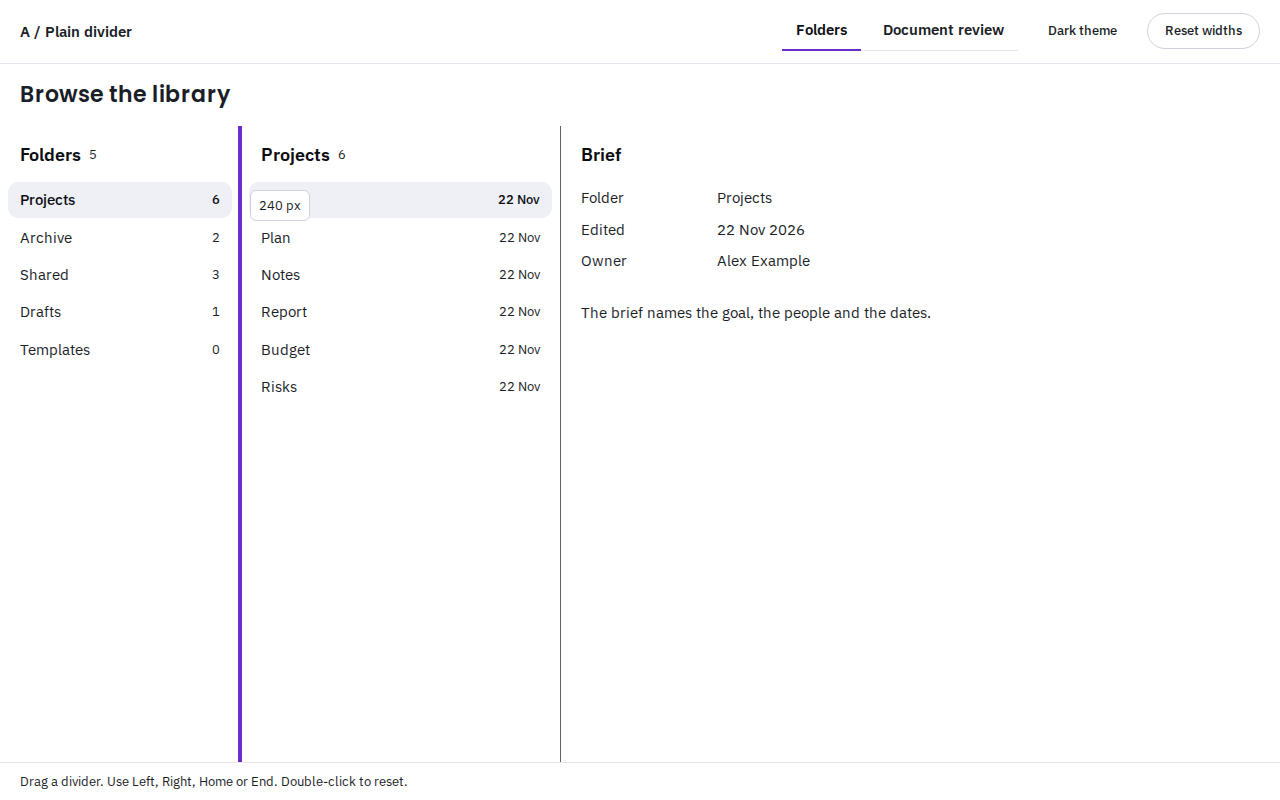 A / Plain divider
Folders
Document review
Dark theme
Reset widths
Browse the library
Folders 5
Projects 6
Archive 2
Shared 3
Drafts 1
Templates 0
Projects 6
22 Nov
240 px
Plan 22 Nov
Notes 22 Nov
Report 22 Nov
Budget 22 Nov
Risks 22 Nov
Brief
Folder Projects
Edited 22 Nov 2026
Owner Alex Example
The brief names the goal, the people and the dates.
Drag a divider. Use Left, Right, Home or End. Double-click to reset.